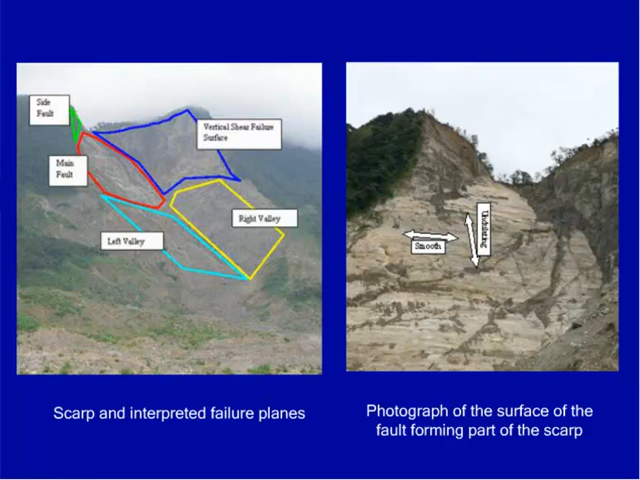 Side
Fault
Vertical Shear Failure
Surface
Main
Fault
Right Valley
Left Valley
Undulating
Smooth
Scarp and interpreted failure planes
Photograph of the surface of the
fault forming part of the scarp